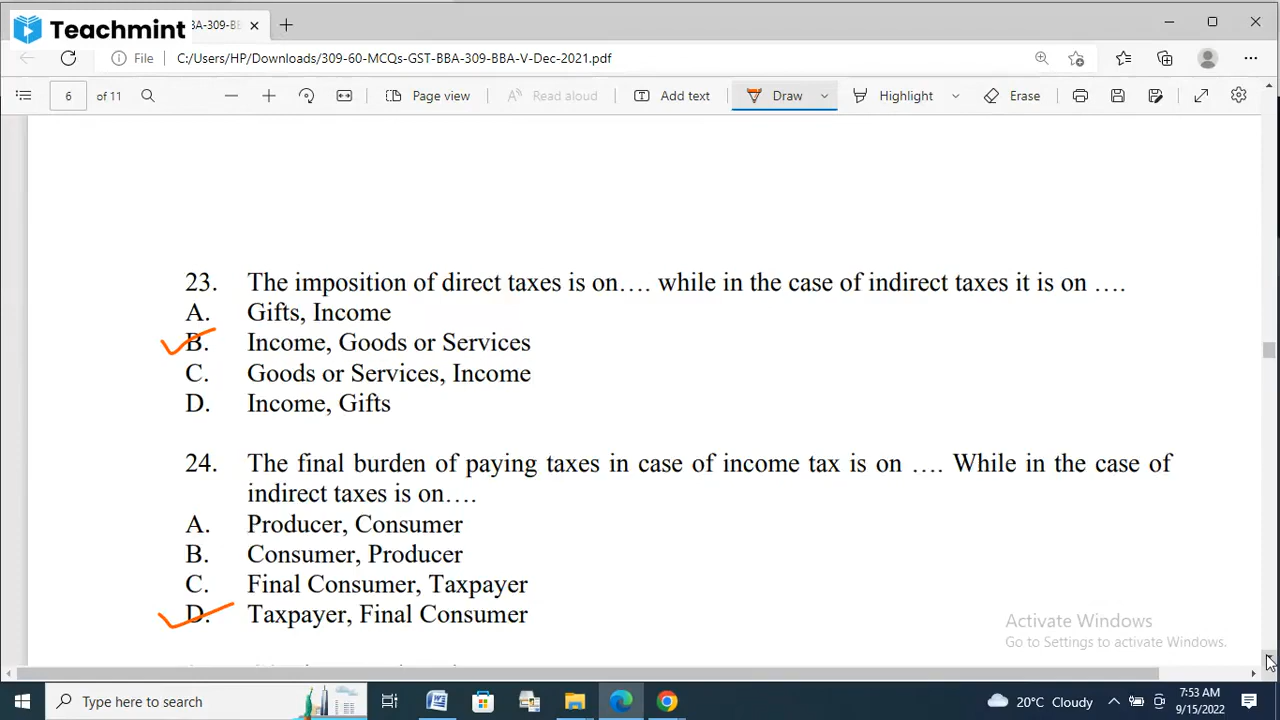 Teachmint
BA-309-BB
File C:/Users/HP/Downloads/309-60-MCQs-GST-BBA-309-BBA-V-Dec-2021.pdf
6 of 11 Page view Read aloud Add text Draw Highlight Erase
23. The imposition of direct taxes is on…. while in the case of indirect taxes it is on ….
A. Gifts, Income
B. Income, Goods or Services
C. Goods or Services, Income
D. Income, Gifts
24. The final burden of paying taxes in case of income tax is on …. While in the case of
indirect taxes is on….
A. Producer, Consumer
B. Consumer, Producer
C. Final Consumer, Taxpayer
D. Taxpayer, Final Consumer
Activate Windows
Go to Settings to activate Windows.
Type here to search
20°C Cloudy
7:53 AM
9/15/2022